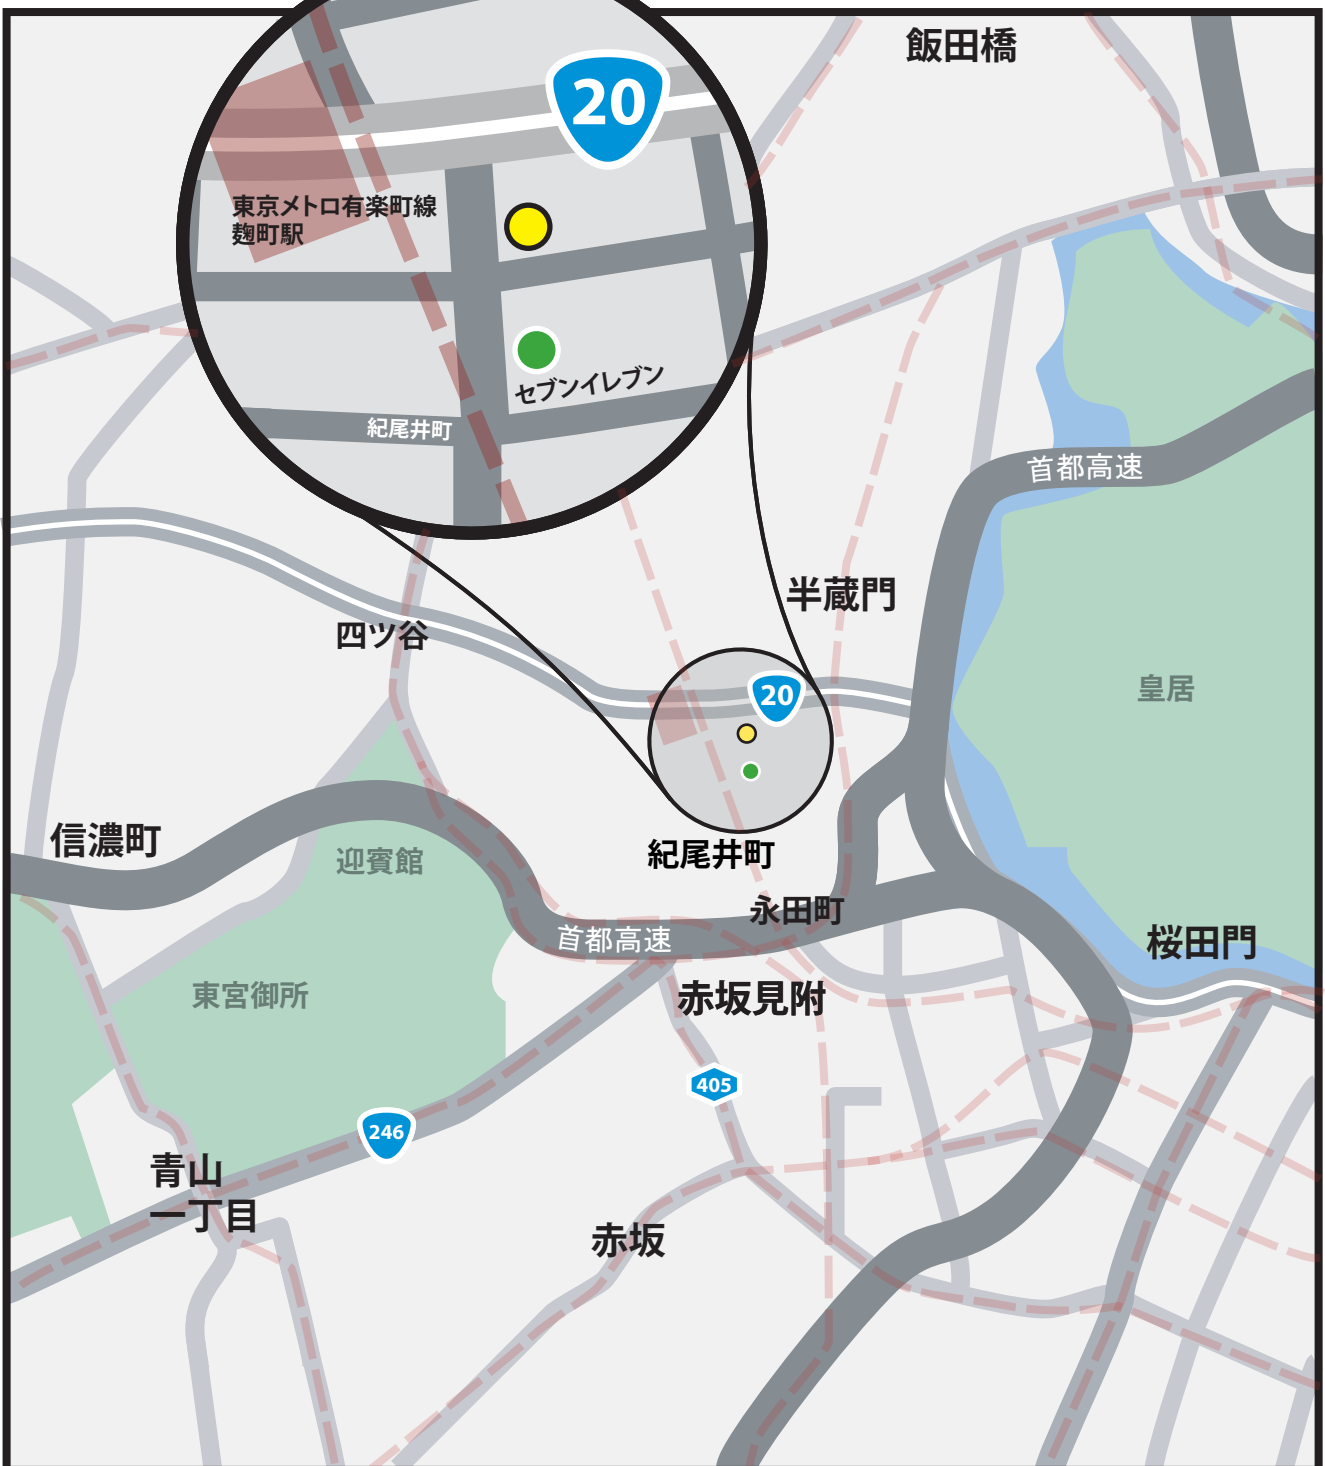 飯田橋
20
東京メトロ有楽町線
麹町駅
セブンイレブン
紀尾井町
首都高速
半蔵門
四ツ谷
20
皇居
信濃町
迎賓館
紀尾井町
永田町
首都高速
桜田門
東宮御所
赤坂見附
405
246
青山
一丁目
赤坂